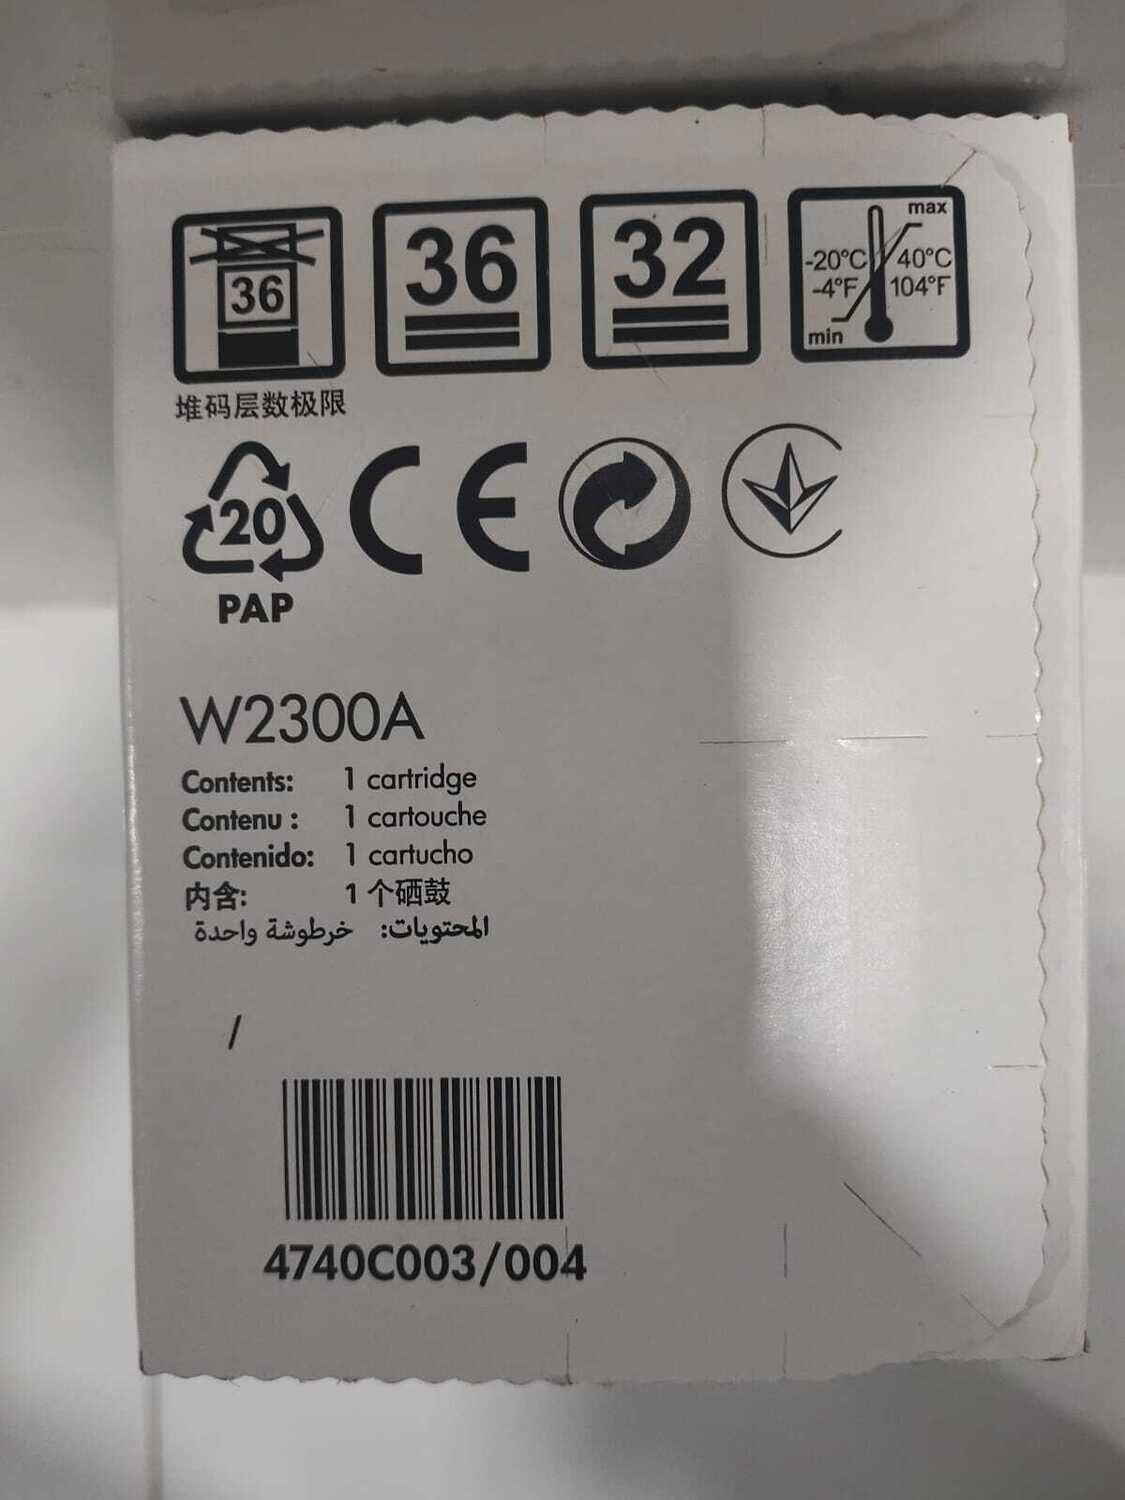 36
36
32
max
-20°C
40°C
-4°F
104°F
min
堆码层数极限
20
PAP
CE
W2300A
Contents: 1 cartridge
Contenu : 1 cartouche
Contenido: 1 cartucho
内含: 1 个硒鼓
المحتويات: خرطوشة واحدة
/
4740C003/004